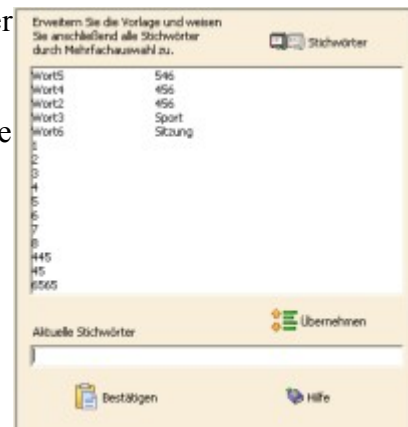 er
e
Erweitern Sie die Vorlage und weisen
Sie anschließend alle Stichwörter
durch Mehrfachauswahl zu.
Stichwörter
Wort5 546
Wort4 456
Wort2 456
Wort3 Sport
Wort6 Sitzung
1
2
3
4
5
6
7
8
445
45
6565
Übernehmen
Aktuelle Stichwörter
Bestätigen
Hilfe